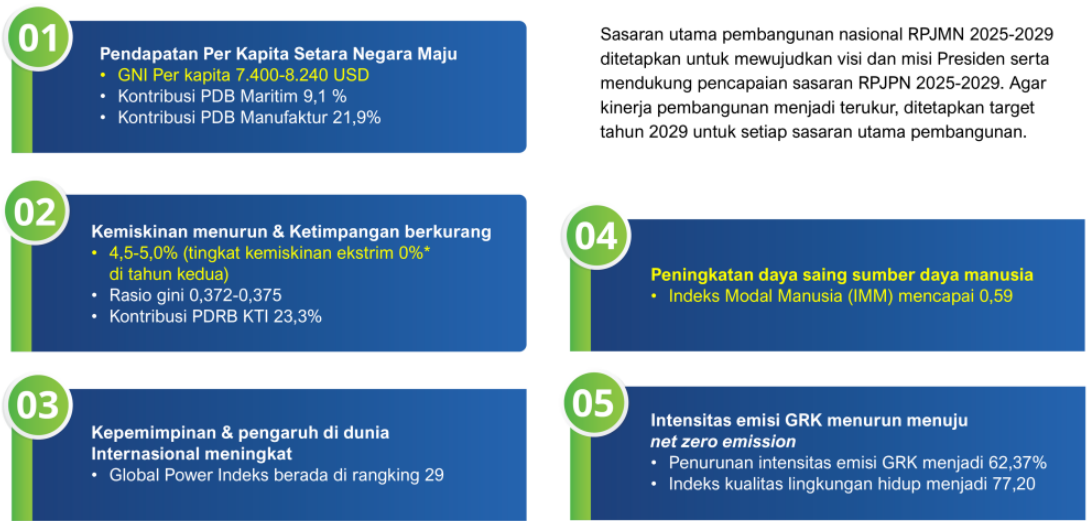 01
Pendapatan Per Kapita Setara Negara Maju
• GNI Per kapita 7.400-8.240 USD
• Kontribusi PDB Maritim 9,1 %
• Kontribusi PDB Manufaktur 21,9%
Sasaran utama pembangunan nasional RPJMN 2025-2029
ditetapkan untuk mewujudkan visi dan misi Presiden serta
mendukung pencapaian sasaran RPJPN 2025-2029. Agar
kinerja pembangunan menjadi terukur, ditetapkan target
tahun 2029 untuk setiap sasaran utama pembangunan.
02
Kemiskinan menurun & Ketimpangan berkurang
• 4,5-5,0% (tingkat kemiskinan ekstrim 0%*
di tahun kedua)
• Rasio gini 0,372-0,375
• Kontribusi PDRB KTI 23,3%
03
Kepemimpinan & pengaruh di dunia
Internasional meningkat
• Global Power Indeks berada di rangking 29
04
Peningkatan daya saing sumber daya manusia
• Indeks Modal Manusia (IMM) mencapai 0,59
05
Intensitas emisi GRK menurun menuju
net zero emission
• Penurunan intensitas emisi GRK menjadi 62,37%
• Indeks kualitas lingkungan hidup menjadi 77,20